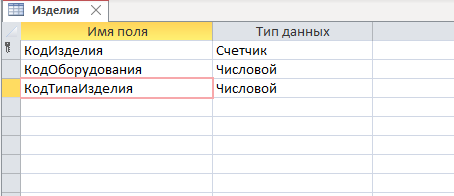 Изделия
Имя поля Тип данных
КодИзделия Счетчик
КодОборудования Числовой
КодТипаИзделия Числовой